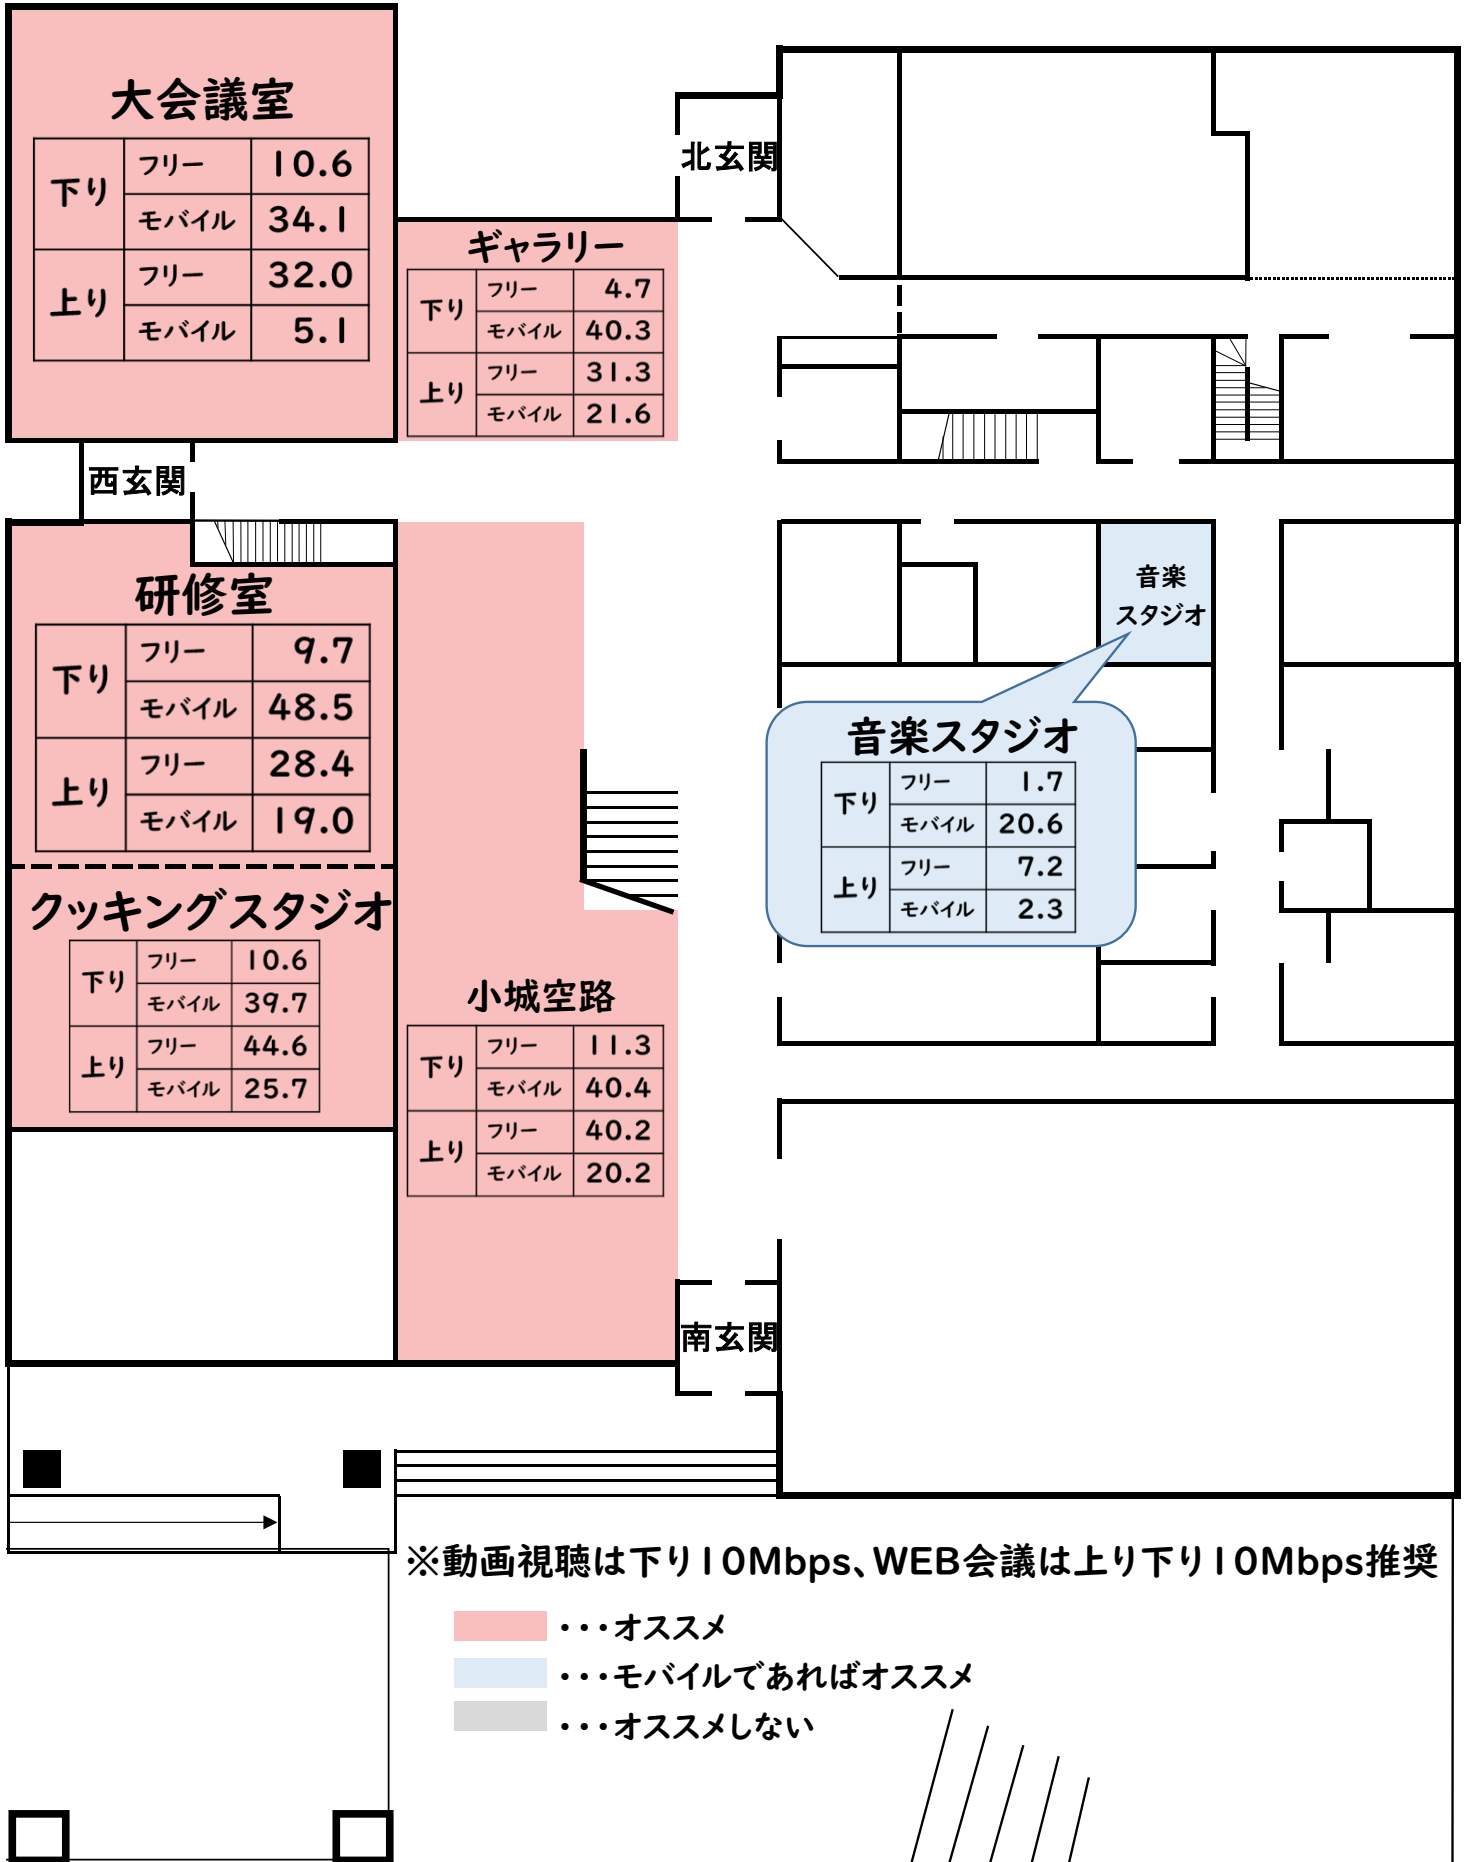 大会議室
下り フリー 10.6
モバイル 34.1
上り フリー 32.0
モバイル 5.1
北玄関
ギャラリー
下り フリー 4.7
モバイル 40.3
上り フリー 31.3
モバイル 21.6
西玄関
研修室
下り フリー 9.7
モバイル 48.5
上り フリー 28.4
モバイル 19.0
音楽
スタジオ
音楽スタジオ
下り フリー 1.7
モバイル 20.6
上り フリー 7.2
モバイル 2.3
クッキングスタジオ
下り フリー 10.6
モバイル 39.7
上り フリー 44.6
モバイル 25.7
小城空路
下り フリー 11.3
モバイル 40.4
上り フリー 40.2
モバイル 20.2
南玄関
※動画視聴は下り10Mbps、WEB会議は上り下り10Mbps推奨
・・・オススメ
・・・モバイルであればオススメ
・・・オススメしない